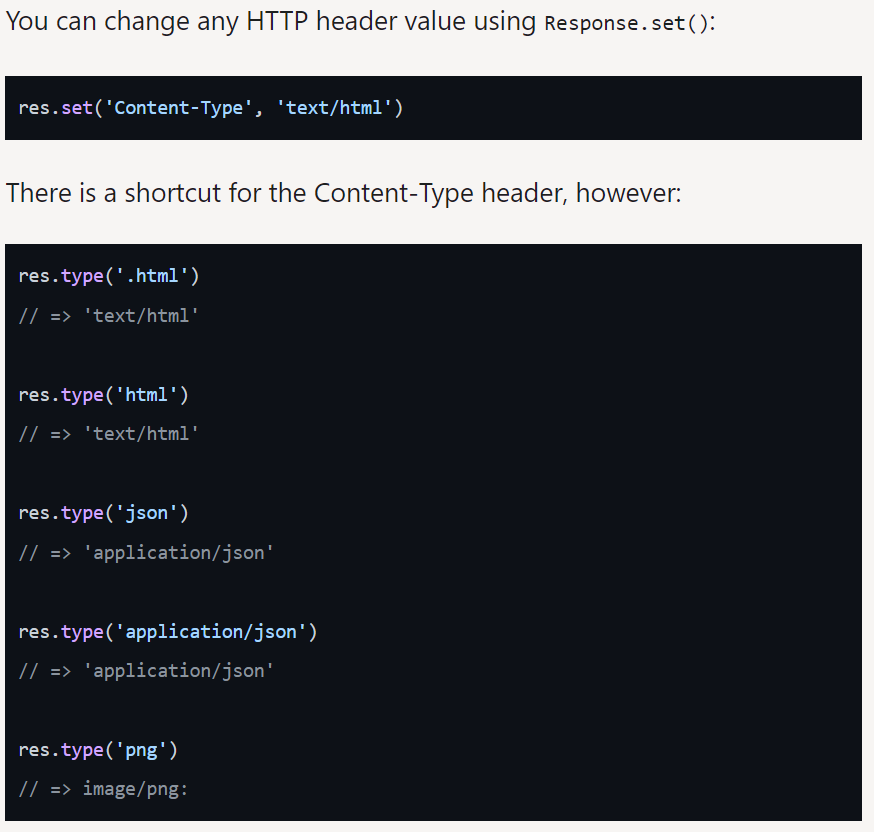 You can change any HTTP header value using Response.set():
res.set('Content-Type', 'text/html')
There is a shortcut for the Content-Type header, however:
res.type('.html')
// => 'text/html'
res.type('html')
// => 'text/html'
res.type('json')
// => 'application/json'
res.type('application/json')
// => 'application/json'
res.type('png')
// => image/png: